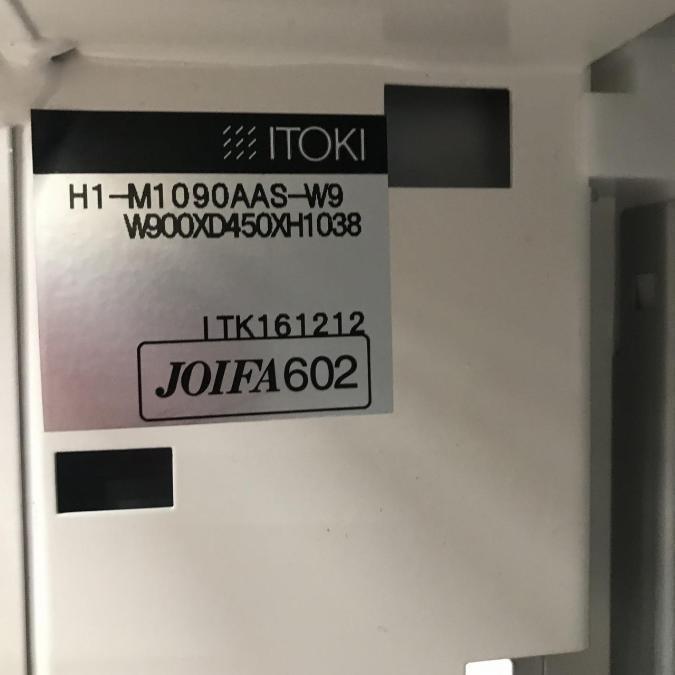 ITOKI
H1-M1090AAS-W9
W900XD450XH1038
ITK161212
JOIFA602